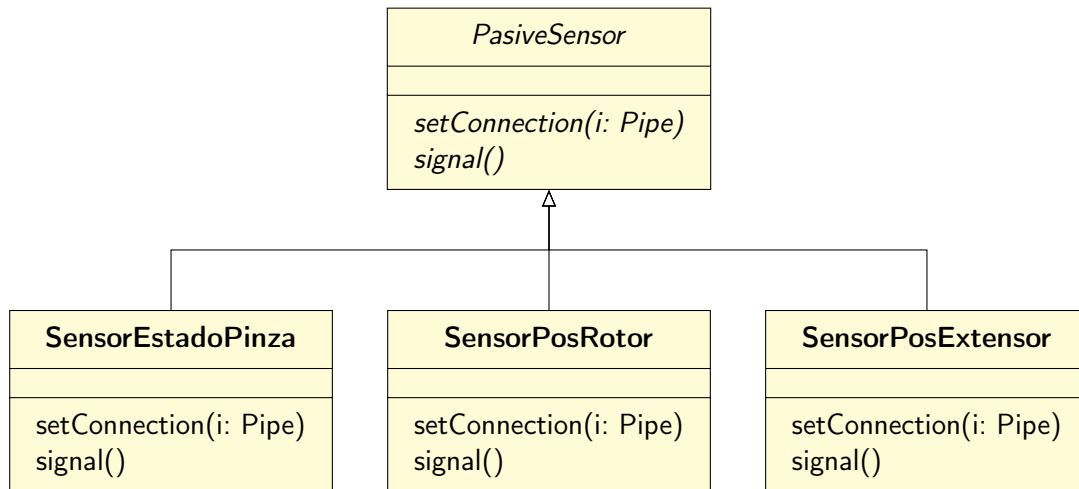 PasiveSensor
setConnection(i: Pipe)
signal()
SensorEstadoPinza
setConnection(i: Pipe)
signal()
SensorPosRotor
setConnection(i: Pipe)
signal()
SensorPosExtensor
setConnection(i: Pipe)
signal()